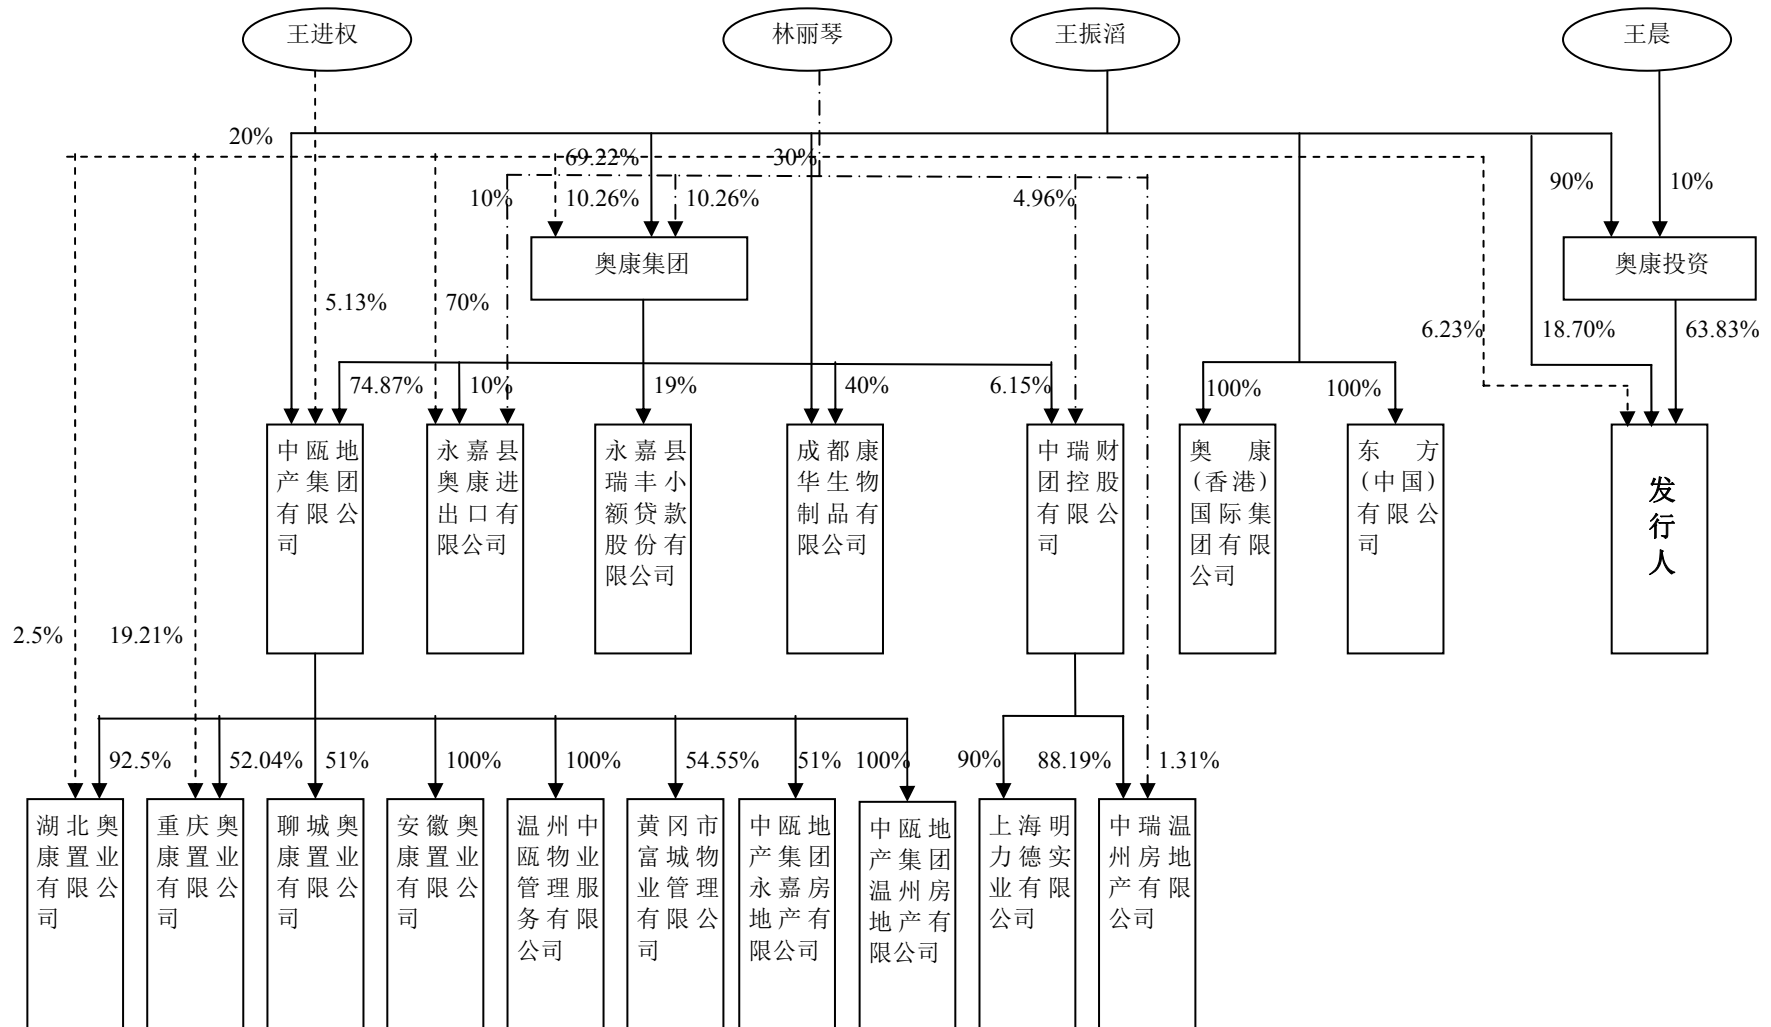 王进权
林丽琴
王振滔
王晨
20%
69.22%
30%
10%
10.26%
10.26%
4.96%
90%
10%
奥康集团
奥康投资
5.13%
70%
6.23%
18.70%
63.83%
74.87%
10%
19%
40%
6.15%
100%
100%
中瓯地
产集团
有限公
司
永嘉县
奥康进
出口有
限公司
永嘉县
瑞丰小
额贷款
股份有
限公司
成都康
华生物
制品有
限公司
中瑞财
团控股
有限公
司
奥康
(香港)
国际集
团有限
公司
东方
(中国)
有限公
司
发
行
人
2.5%
19.21%
92.5%
52.04%
51%
100%
100%
54.55%
51%
100%
90%
88.19%
1.31%
湖北奥
康置业
有限公
司
重庆奥
康置业
有限公
司
聊城奥
康置业
有限公
司
安徽奥
康置业
有限公
司
温州中
瓯物业
管理服
务有限
公司
黄冈市
富城物
业管理
有限公
司
中瓯地
产集团
永嘉房
地产有
限公司
中瓯地
产集团
温州房
地产有
限公司
上海明
力德实
业有限
公司
中瑞温
州房地
产有限
公司